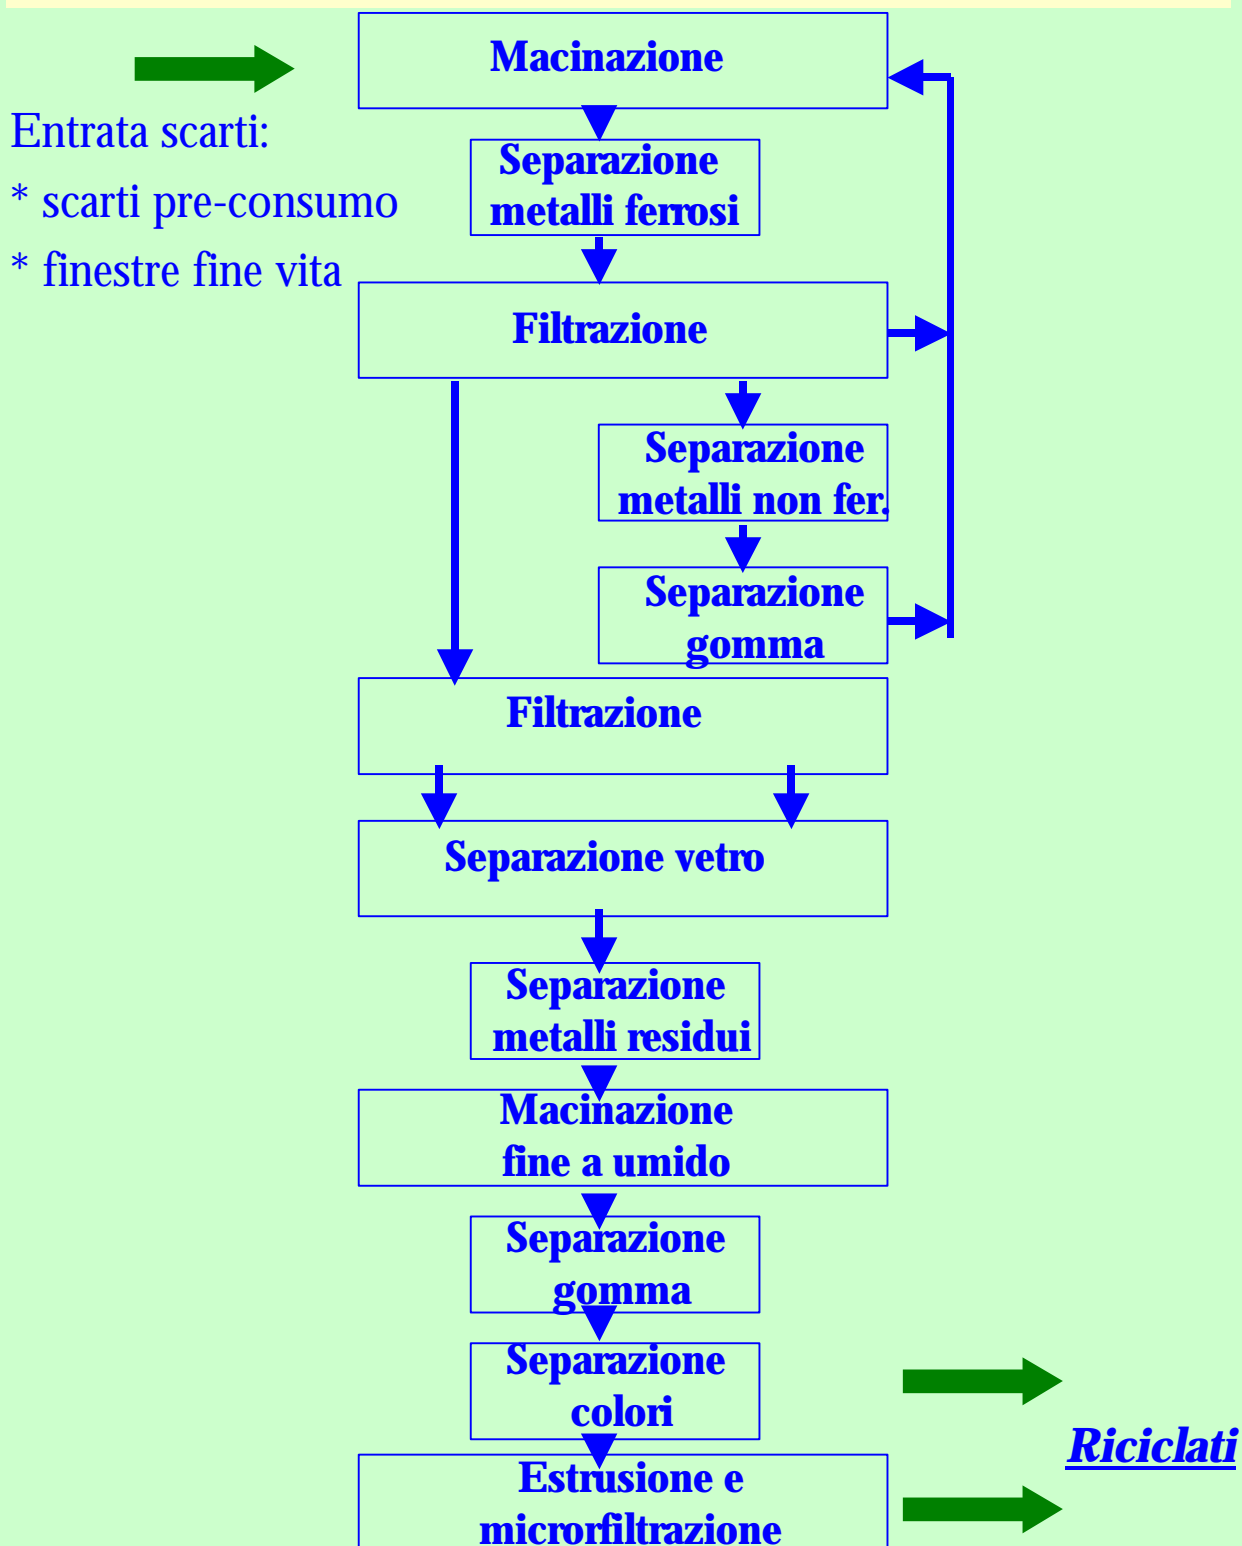 Macinazione
Entrata scarti:
* scarti pre-consumo
* finestre fine vita
Separazione
metalli ferrosi
Filtrazione
Separazione
metalli non fer.
Separazione
gomma
Filtrazione
Separazione vetro
Separazione
metalli residui
Macinazione
fine a umido
Separazione
gomma
Separazione
colori
Riciclati
Estrusione e
microrfiltrazione